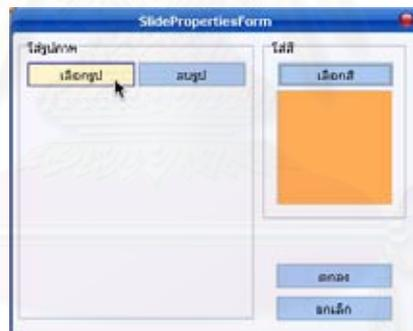 SlidePropertiesForm
ใส่รูปภาพ
ใส่สี
เลือกรูป
ลบรูป
เลือกสี
ตกลง
ยกเลิก